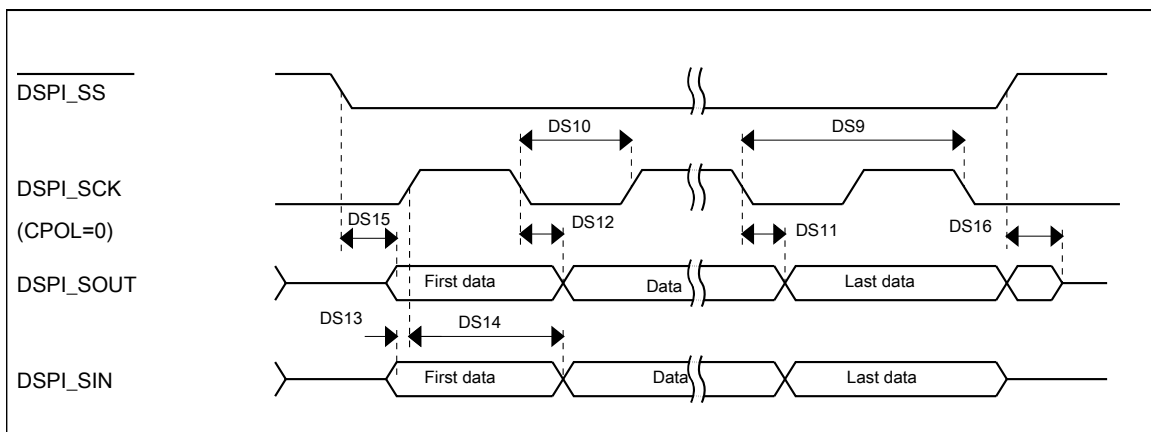 DSPI_SS
DS10
DS9
DSPI_SCK
(CPOL=0)
DS15
DS12
DS11
DS16
DSPI_SOUT
First data
Data
Last data
DS13
DS14
DSPI_SIN
First data
Data
Last data